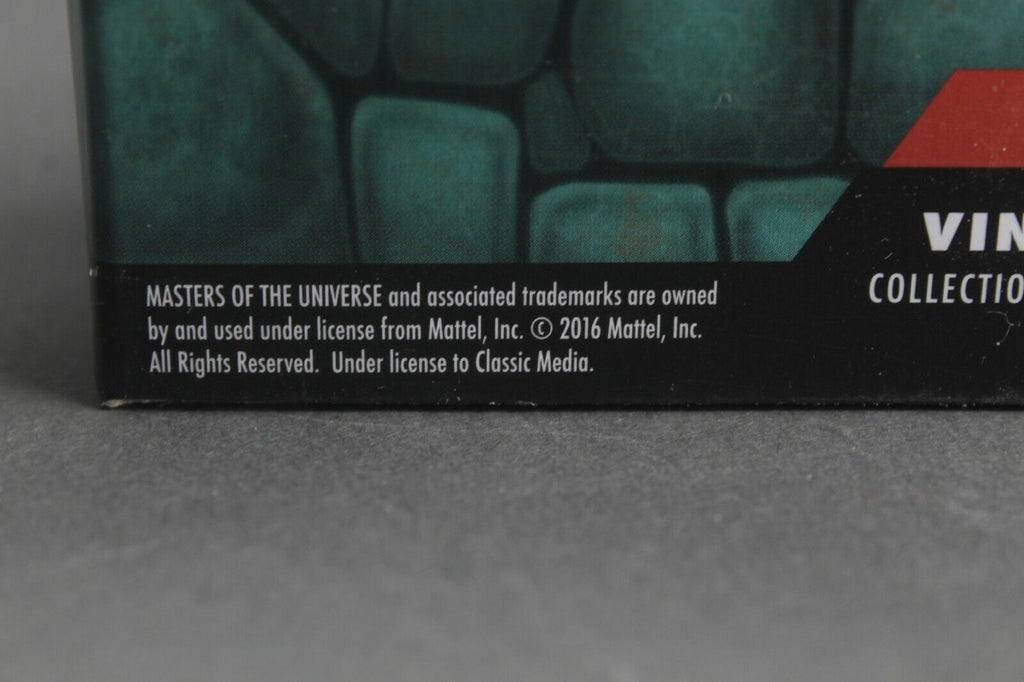 VIN
COLLECTIO
MASTERS OF THE UNIVERSE and associated trademarks are owned
by and used under license from Mattel, Inc. © 2016 Mattel, Inc.
All Rights Reserved. Under license to Classic Media.